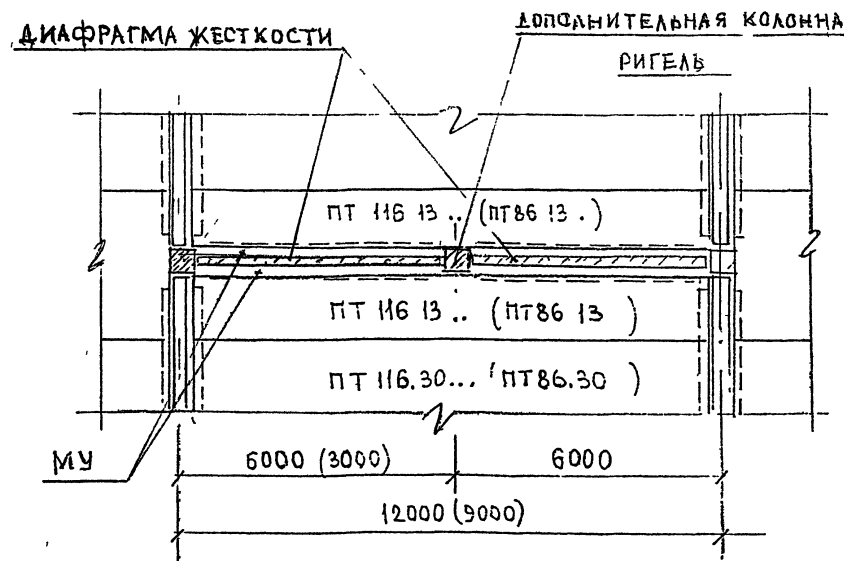 ДИАФРАГМА ЖЕСТКОСТИ
ДОПОЛНИТЕЛЬНАЯ КОЛОННА
РИГЕЛЬ
ПТ 116 13 .. (ПТ86 13 .)
ПТ 116 13 .. (ПТ86 13 )
ПТ 116.30... ' ПТ86.30 )
МУ
6000 (3000)
6000
12000 (9000)